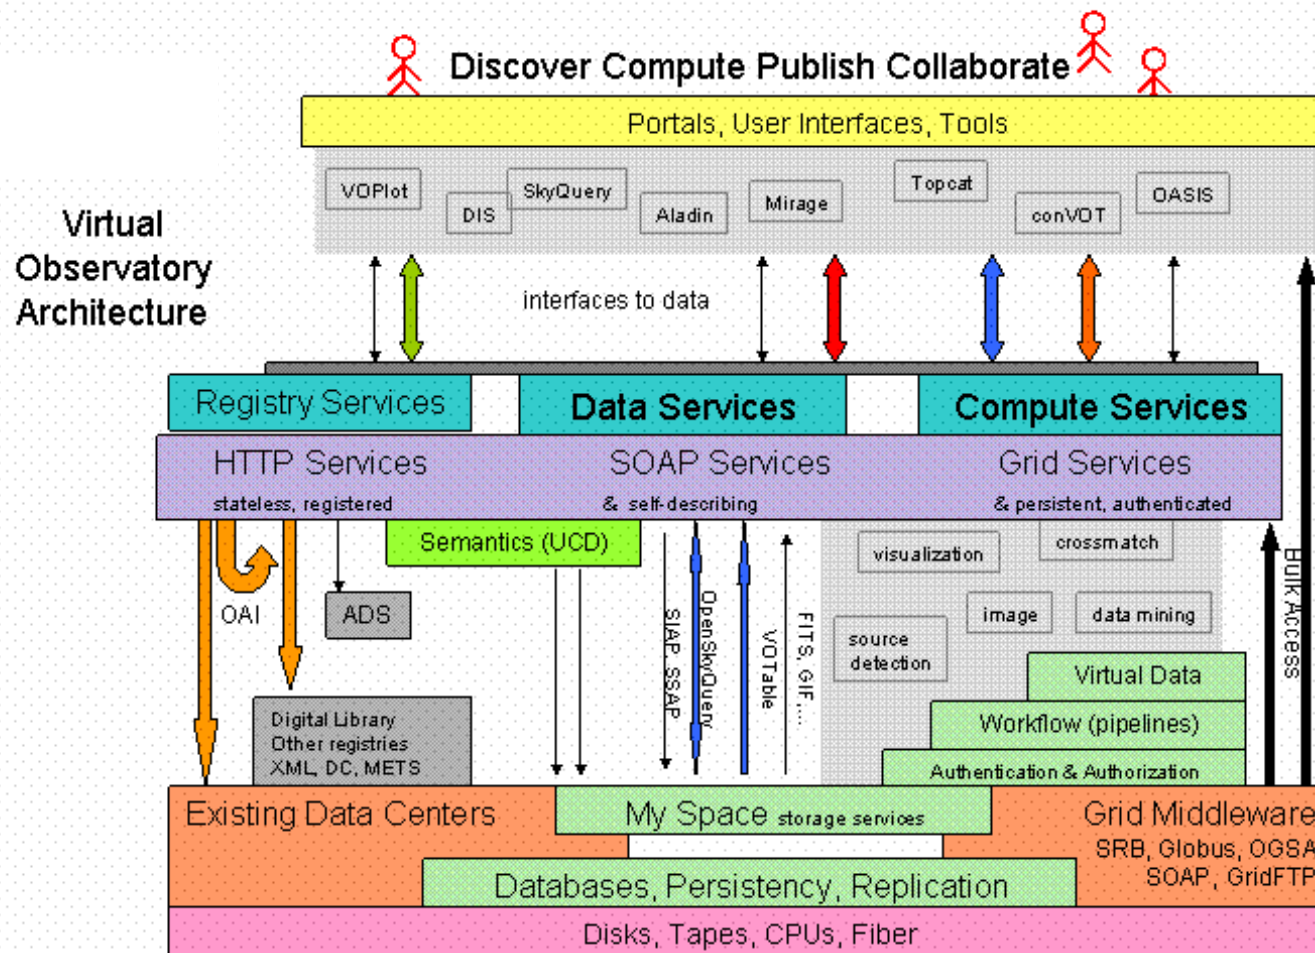 Discover Compute Publish Collaborate
Portals, User Interfaces, Tools
VOPlot
DIS
SkyQuery
Aladin
Mirage
Topcat
conVOT
OASIS
Virtual
Observatory
Architecture
interfaces to data
Registry Services
Data Services
Compute Services
HTTP Services
stateless, registered
SOAP Services
& self-describing
Grid Services
& persistent, authenticated
Semantics (UCD)
OAI
ADS
SIAP, SSAP
OpenSkyQuery
VOTable
FITS, GIF,...
visualization
crossmatch
image
data mining
source
detection
Bulk Access
Virtual Data
Workflow (pipelines)
Authentication & Authorization
Digital Library
Other registries
XML, DC, METS
Existing Data Centers
My Space storage services
Grid Middleware
SRB, Globus, OGSA
SOAP, GridFTP
Databases, Persistency, Replication
Disks, Tapes, CPUs, Fiber